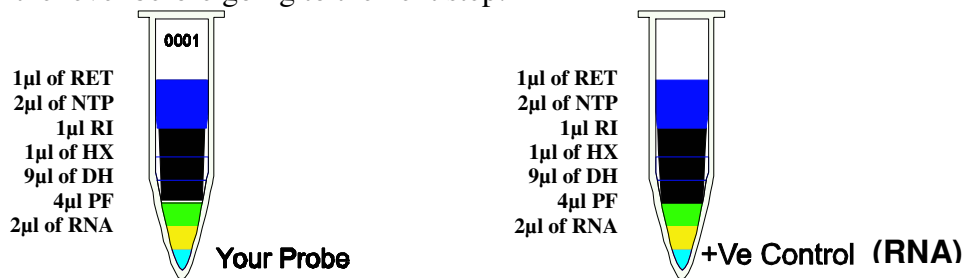 0001
1µl of RET
2µl of NTP
1µl RI
1µl of HX
9µl of DH
4µl PF
2µl of RNA
Your Probe
1µl of RET
2µl of NTP
1µl RI
1µl of HX
9µl of DH
4µl PF
2µl of RNA
+Ve Control (RNA)